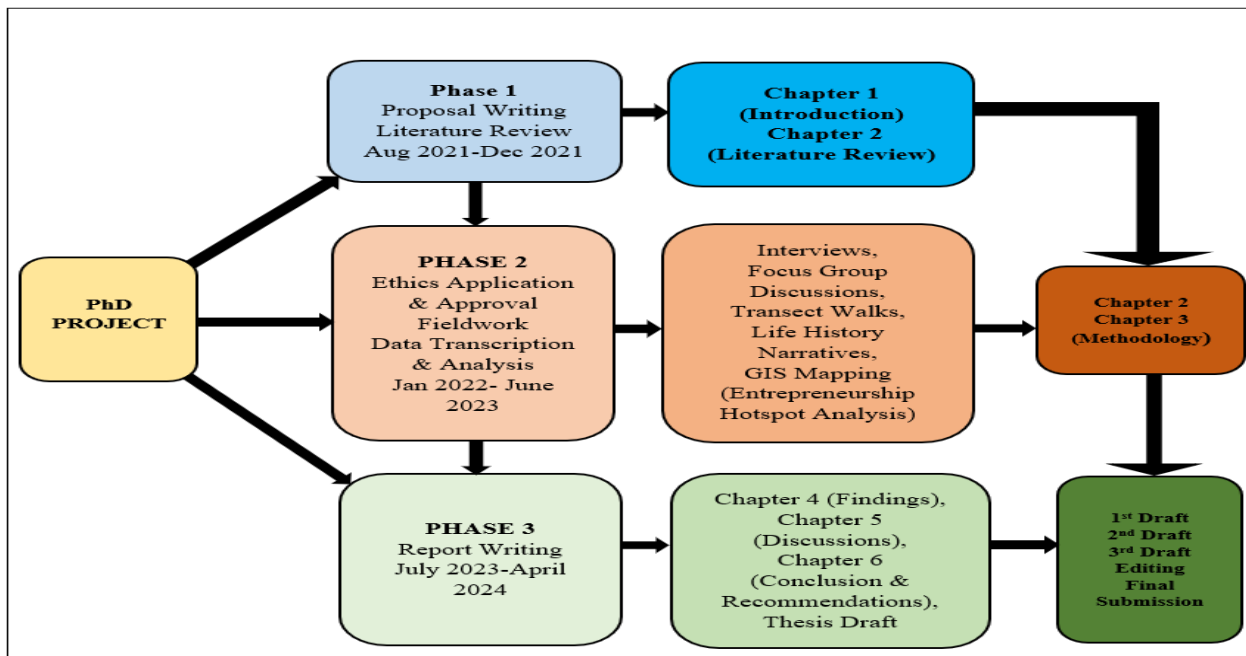 Phase 1
Proposal Writing
Literature Review
Aug 2021-Dec 2021
Chapter 1
(Introduction)
Chapter 2
(Literature Review)
PhD
PROJECT
PHASE 2
Ethics Application
& Approval
Fieldwork
Data Transcription
& Analysis
Jan 2022- June
2023
Interviews,
Focus Group
Discussions,
Transect Walks,
Life History
Narratives,
GIS Mapping
(Entrepreneurship
Hotspot Analysis)
Chapter 2
Chapter 3
(Methodology)
PHASE 3
Report Writing
July 2023-April
2024
Chapter 4 (Findings),
Chapter 5
(Discussions),
Chapter 6
(Conclusion &
Recommendations),
Thesis Draft
1st Draft
2nd Draft
3rd Draft
Editing
Final
Submission